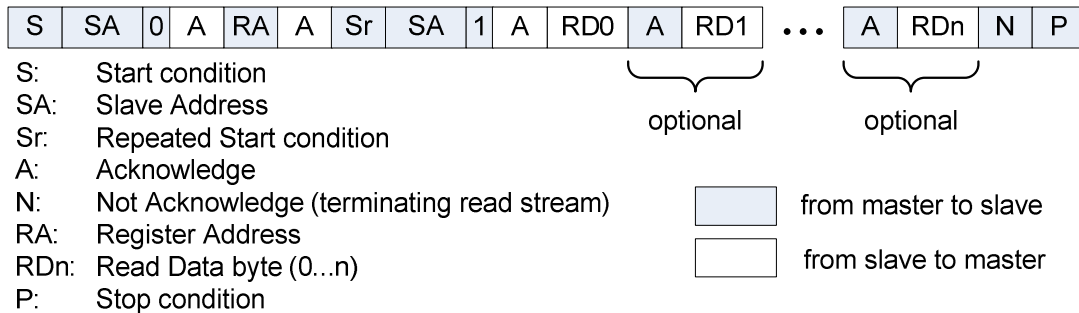 S SA 0 A RA A Sr SA 1 A RD0 A RD1 ••• A RDn N P
optional optional
S: Start condition
SA: Slave Address
Sr: Repeated Start condition
A: Acknowledge
N: Not Acknowledge (terminating read stream)
RA: Register Address
RDn: Read Data byte (0...n)
P: Stop condition
from master to slave
from slave to master